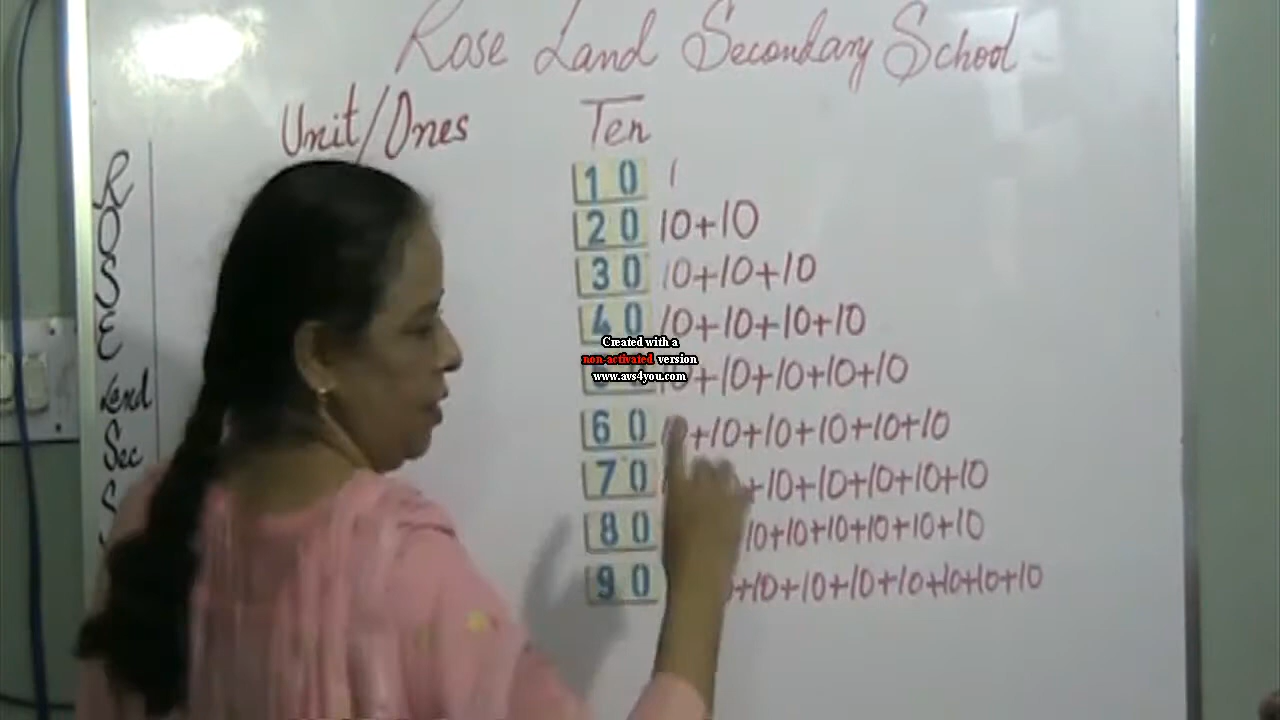 Rose Land Secondary School
Unit/Ones Ten
R
O
S
E
Lend
Sec
10 1
20 10+10
30 10+10+10
40 10+10+10+10
Created with a
non-activated version
www.avs4you.com
10+10+10+10+10
60 10+10+10+10+10+10
70 +10+10+10+10+10
80 10+10+10+10+10
90 +10+10+10+10+10+10+10